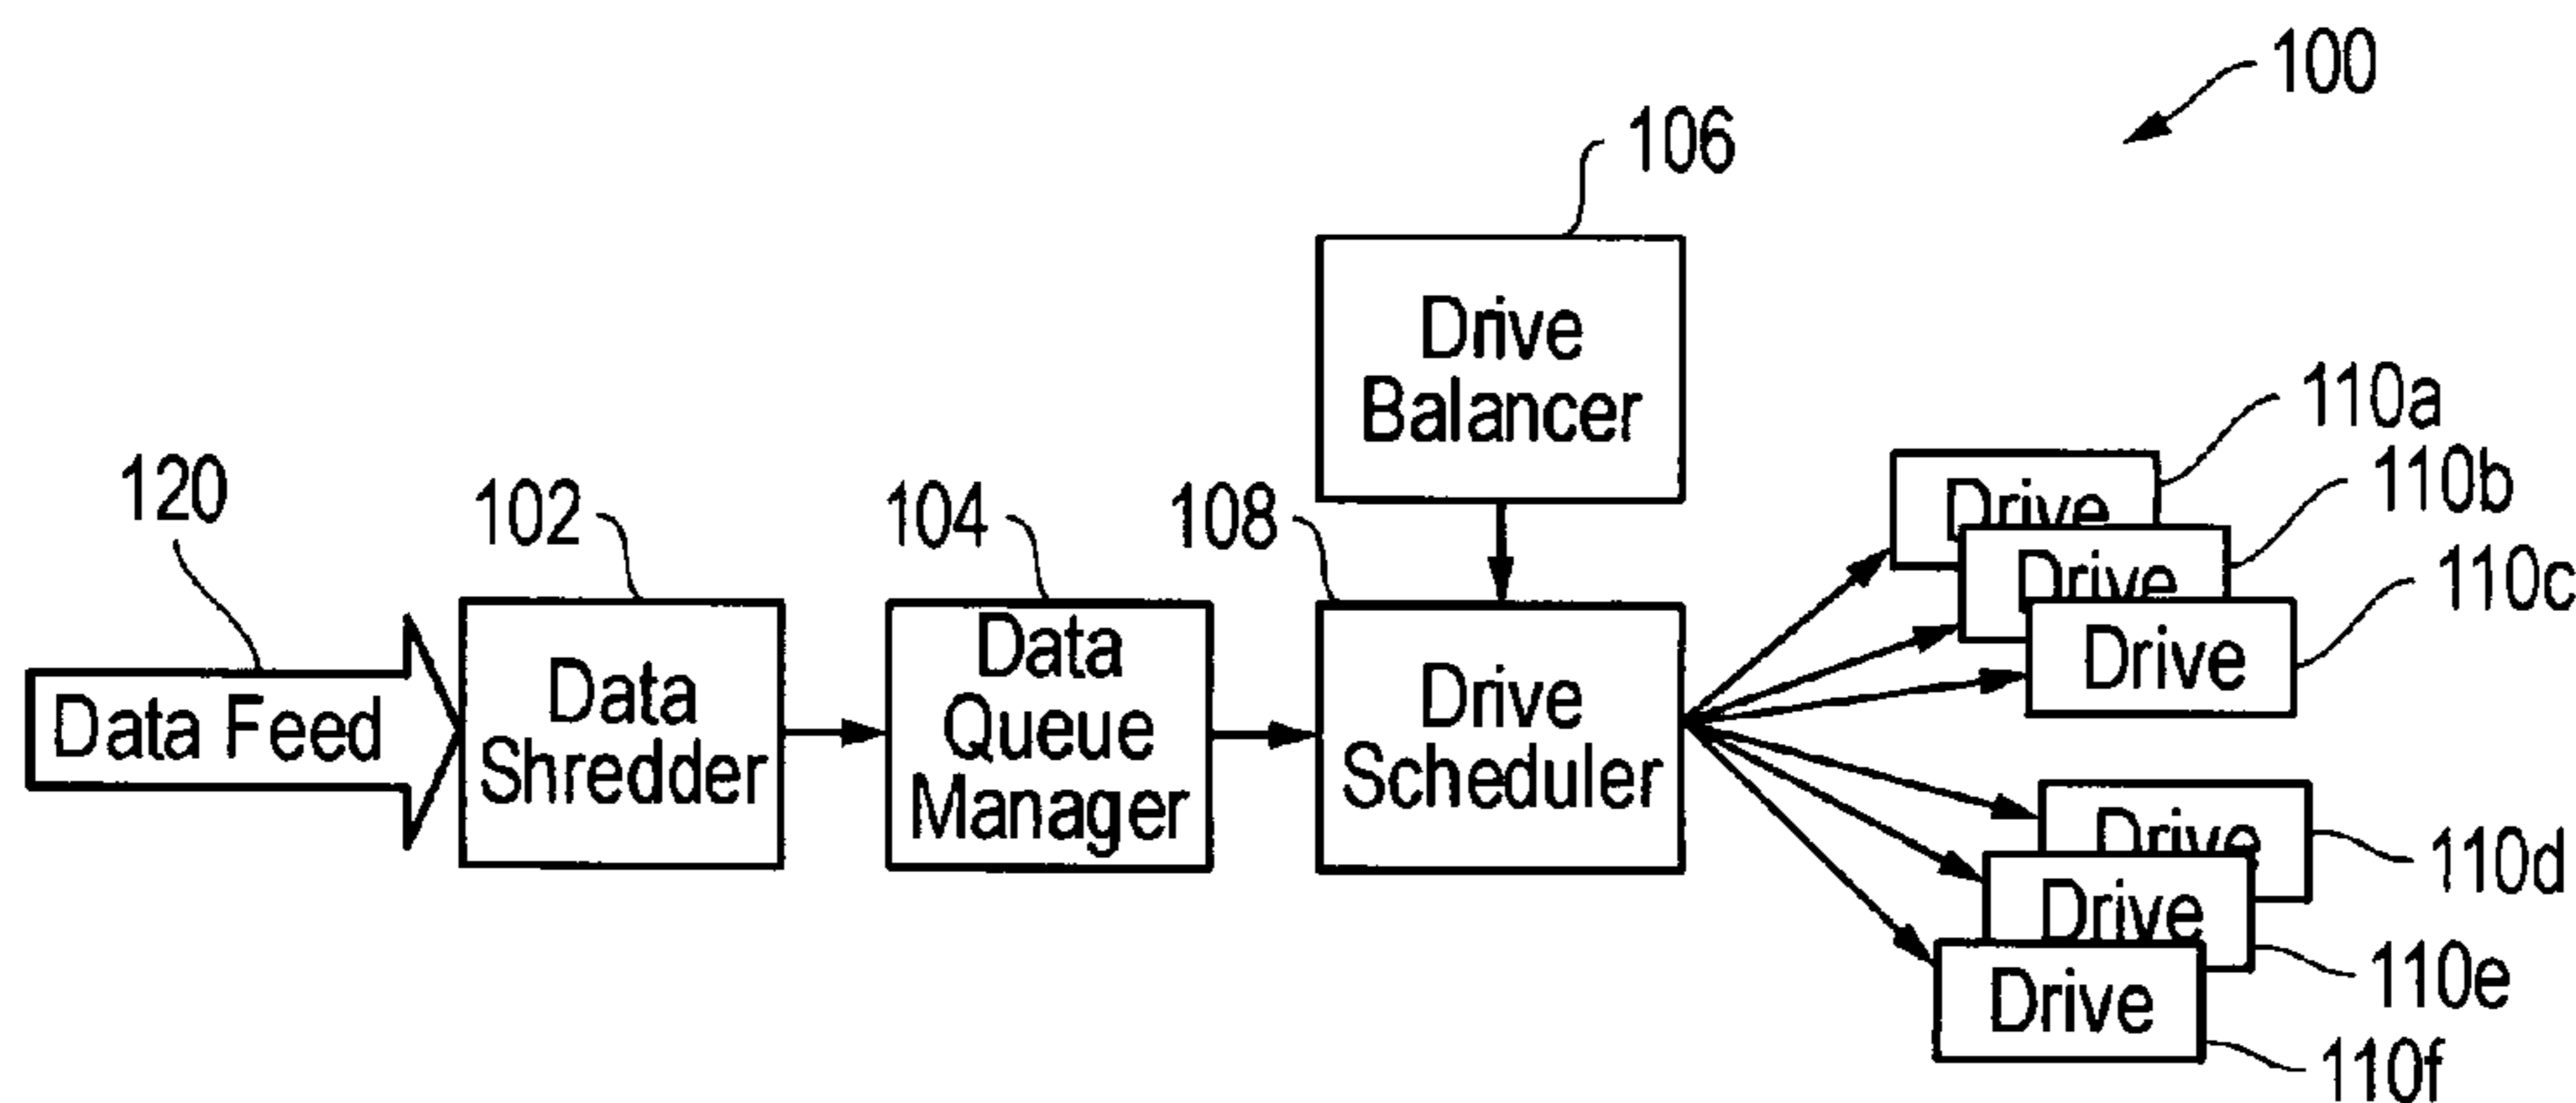 100
106
Drive
Balancer
110a
Drive
110b
Drive
110c
Drive
120
102
104
108
Data Feed
Data
Shredder
Data
Queue
Manager
Drive
Scheduler
Drive
110d
Drive
110e
Drive
110f